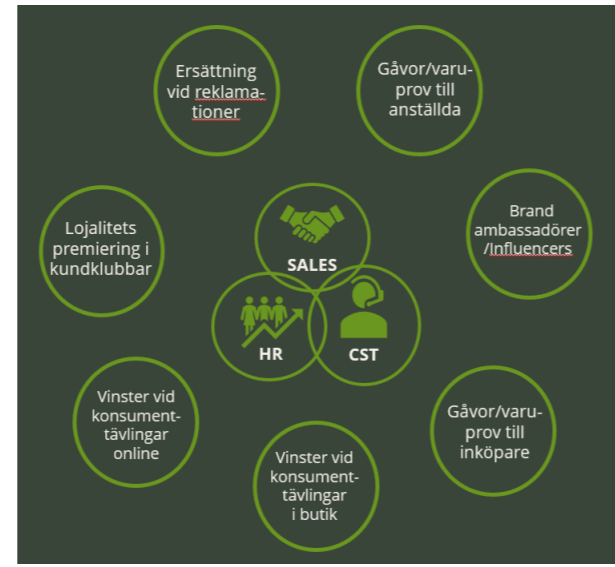 Ersättning
vid reklama-
tioner
Gåvor/varu-
prov till
anställda
Lojalitets
premiering i
kundklubbar
Brand
ambassadörer
/Influencers
SALES
HR
CST
Vinster vid
konsument-
tävlingar
online
Vinster vid
konsument-
tävlingar
i butik
Gåvor/varu-
prov till
inköpare